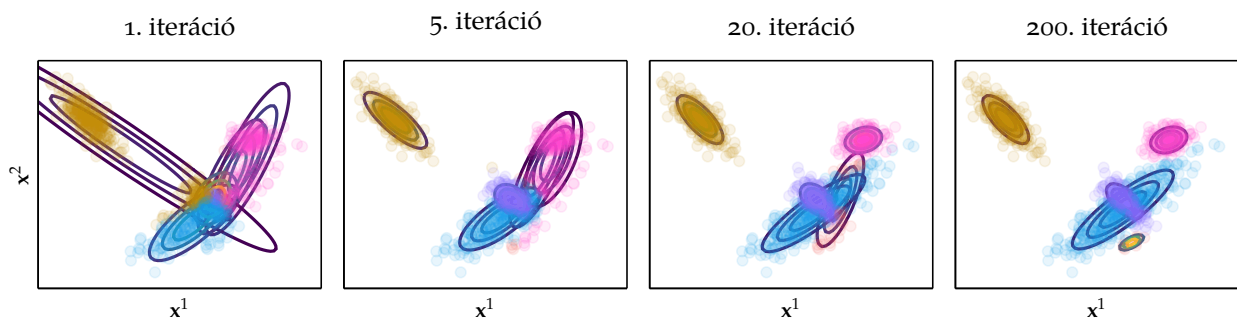 1. iteráció
5. iteráció
20. iteráció
200. iteráció
x²
x¹
x¹
x¹
x¹